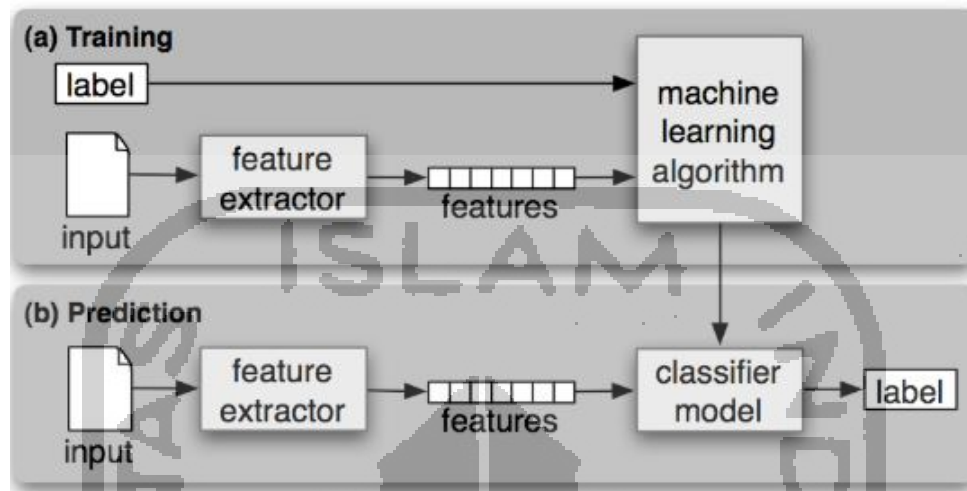 (a) Training
label
machine
learning
algorithm
feature
extractor
features
input
ISLAM
(b) Prediction
feature
extractor
features
input
classifier
model
label